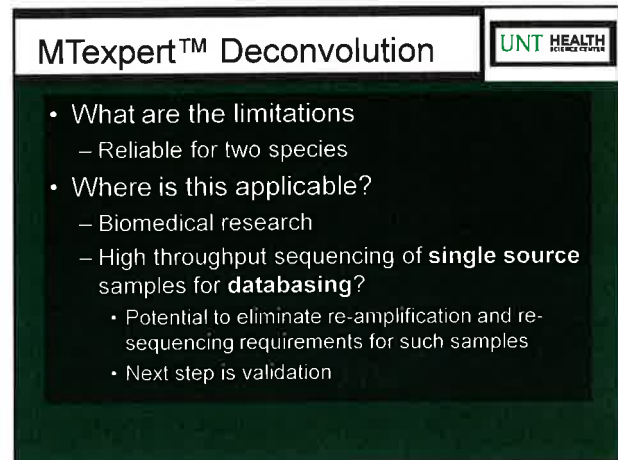 MTexpert™ Deconvolution
UNT HEALTH
SCIENCE CENTER
• What are the limitations
– Reliable for two species
• Where is this applicable?
– Biomedical research
– High throughput sequencing of single source
samples for databasing?
• Potential to eliminate re-amplification and re-
sequencing requirements for such samples
• Next step is validation